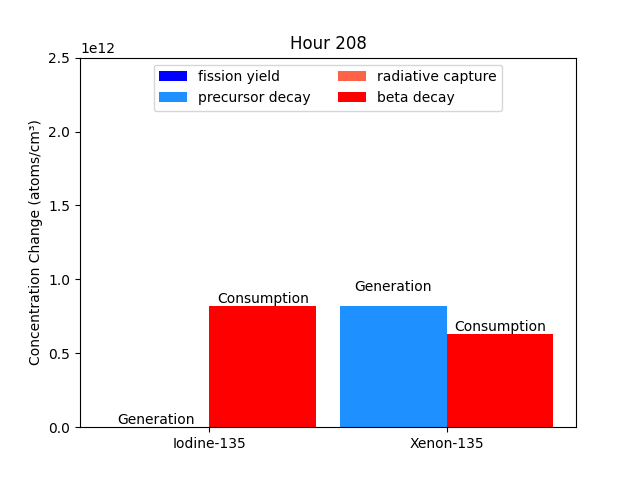 Hour 208
1e12
fission yield
precursor decay
radiative capture
beta decay
Concentration Change (atoms/cm³)
2.5
2.0
1.5
1.0
0.5
0.0
Generation
Consumption
Generation
Consumption
Iodine-135
Xenon-135